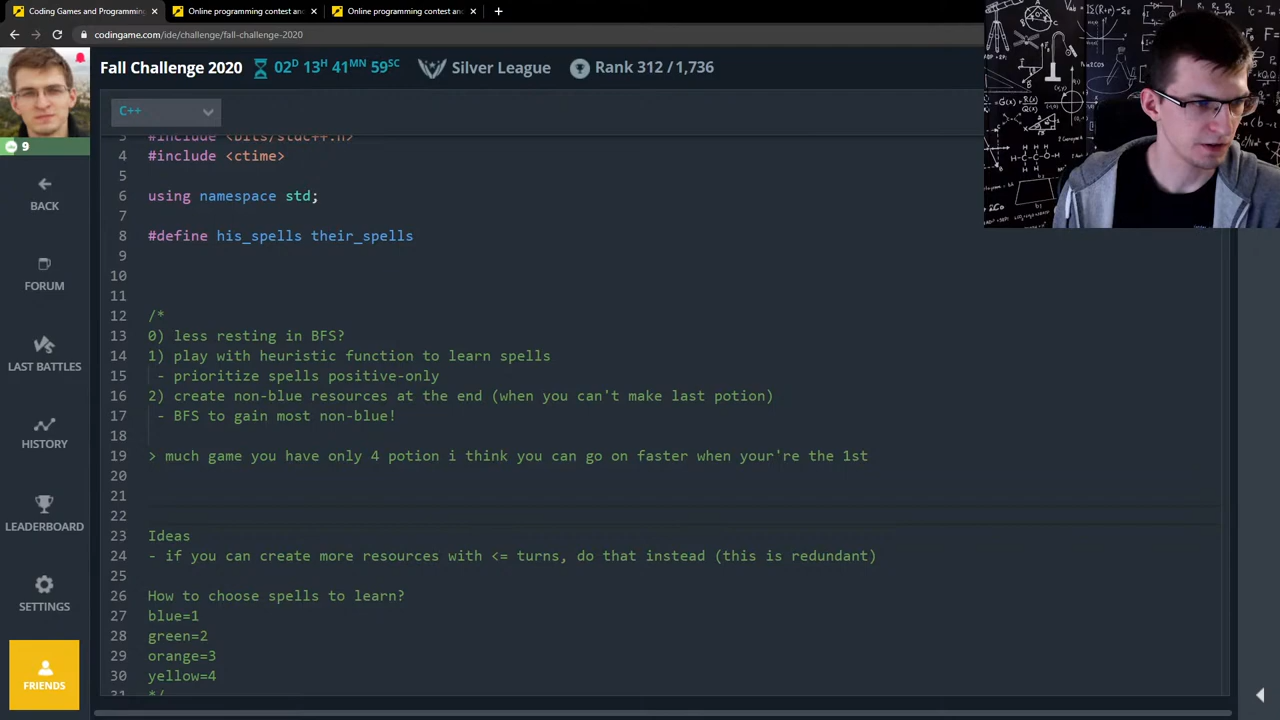 Coding Games and Programming
Online programming contest and
Online programming contest and
codingame.com/ide/challenge/fall-challenge-2020
Fall Challenge 2020
02D 13H 41MN 59SC
Silver League
Rank 312 / 1,736
C++
9
BACK
FORUM
LAST BATTLES
HISTORY
LEADERBOARD
SETTINGS
FRIENDS
3 #include <bits/stdc++.h>
4 #include <ctime>
5
6 using namespace std;
7
8 #define his_spells their_spells
9
10
11
12 /*
13 0) less resting in BFS?
14 1) play with heuristic function to learn spells
15 - prioritize spells positive-only
16 2) create non-blue resources at the end (when you can't make last potion)
17 - BFS to gain most non-blue!
18
19 > much game you have only 4 potion i think you can go on faster when your're the 1st
20
21
22
23 Ideas
24 - if you can create more resources with <= turns, do that instead (this is redundant)
25
26 How to choose spells to learn?
27 blue=1
28 green=2
29 orange=3
30 yellow=4
31 */